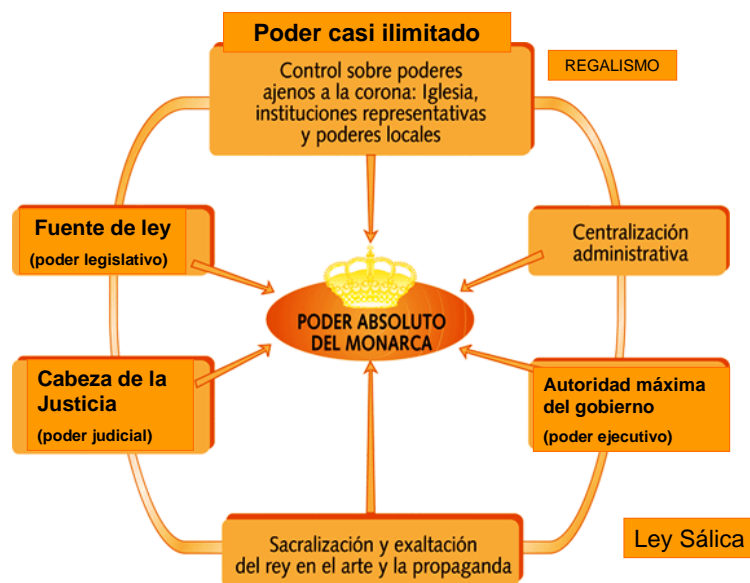 Poder casi ilimitado
Control sobre poderes
ajenos a la corona: Iglesia,
instituciones representativas
y poderes locales
REGALISMO
Fuente de ley
(poder legislativo)
Centralización
administrativa
PODER ABSOLUTO
DEL MONARCA
Cabeza de la
Justicia
(poder judicial)
Autoridad máxima
del gobierno
(poder ejecutivo)
Sacralización y exaltación
del rey en el arte y la propaganda
Ley Sálica